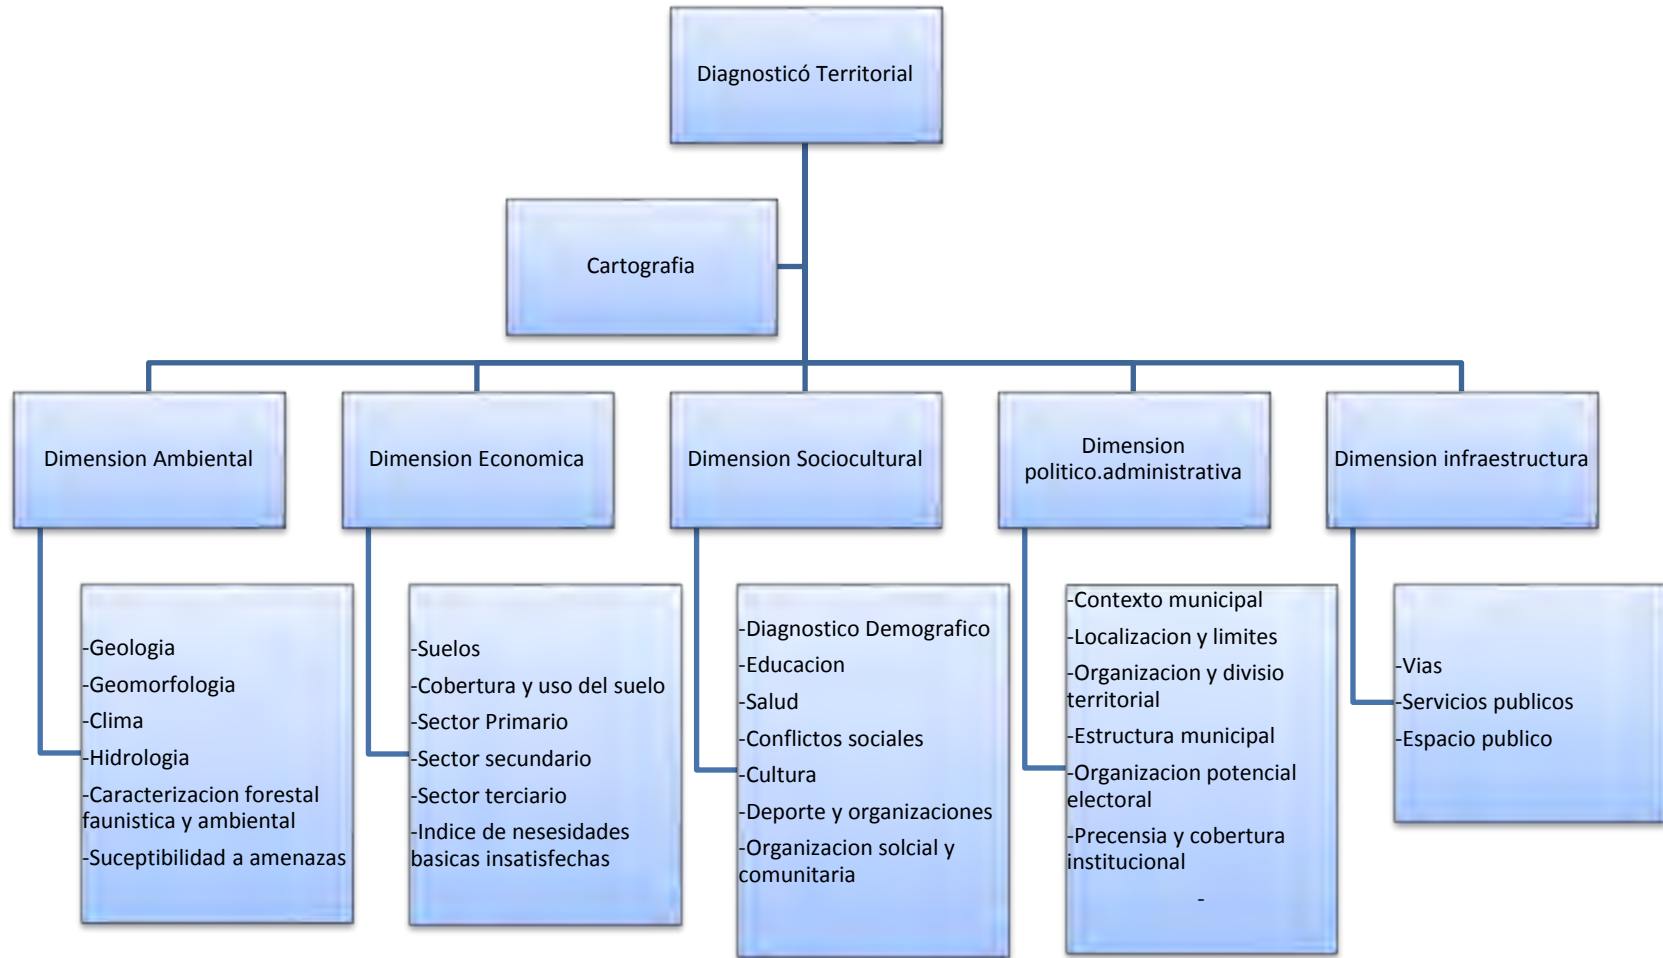 Diagnosticó Territorial
Cartografia
Dimension Ambiental
Dimension Economica
Dimension Sociocultural
Dimension
politico.administrativa
Dimension infraestructura
-Geologia
-Geomorfologia
-Clima
-Hidrologia
-Caracterizacion forestal
faunistica y ambiental
-Suceptibilidad a amenazas
-Suelos
-Cobertura y uso del suelo
-Sector Primario
-Sector secundario
-Sector terciario
-Indice de nesesidades
basicas insatisfechas
-Diagnostico Demografico
-Educacion
-Salud
-Conflictos sociales
-Cultura
-Deporte y organizaciones
-Organizacion solcial y
comunitaria
-Contexto municipal
-Localizacion y limites
-Organizacion y divisio
territorial
-Estructura municipal
-Organizacion potencial
electoral
-Precensia y cobertura
institucional
-
-Vias
-Servicios publicos
-Espacio publico